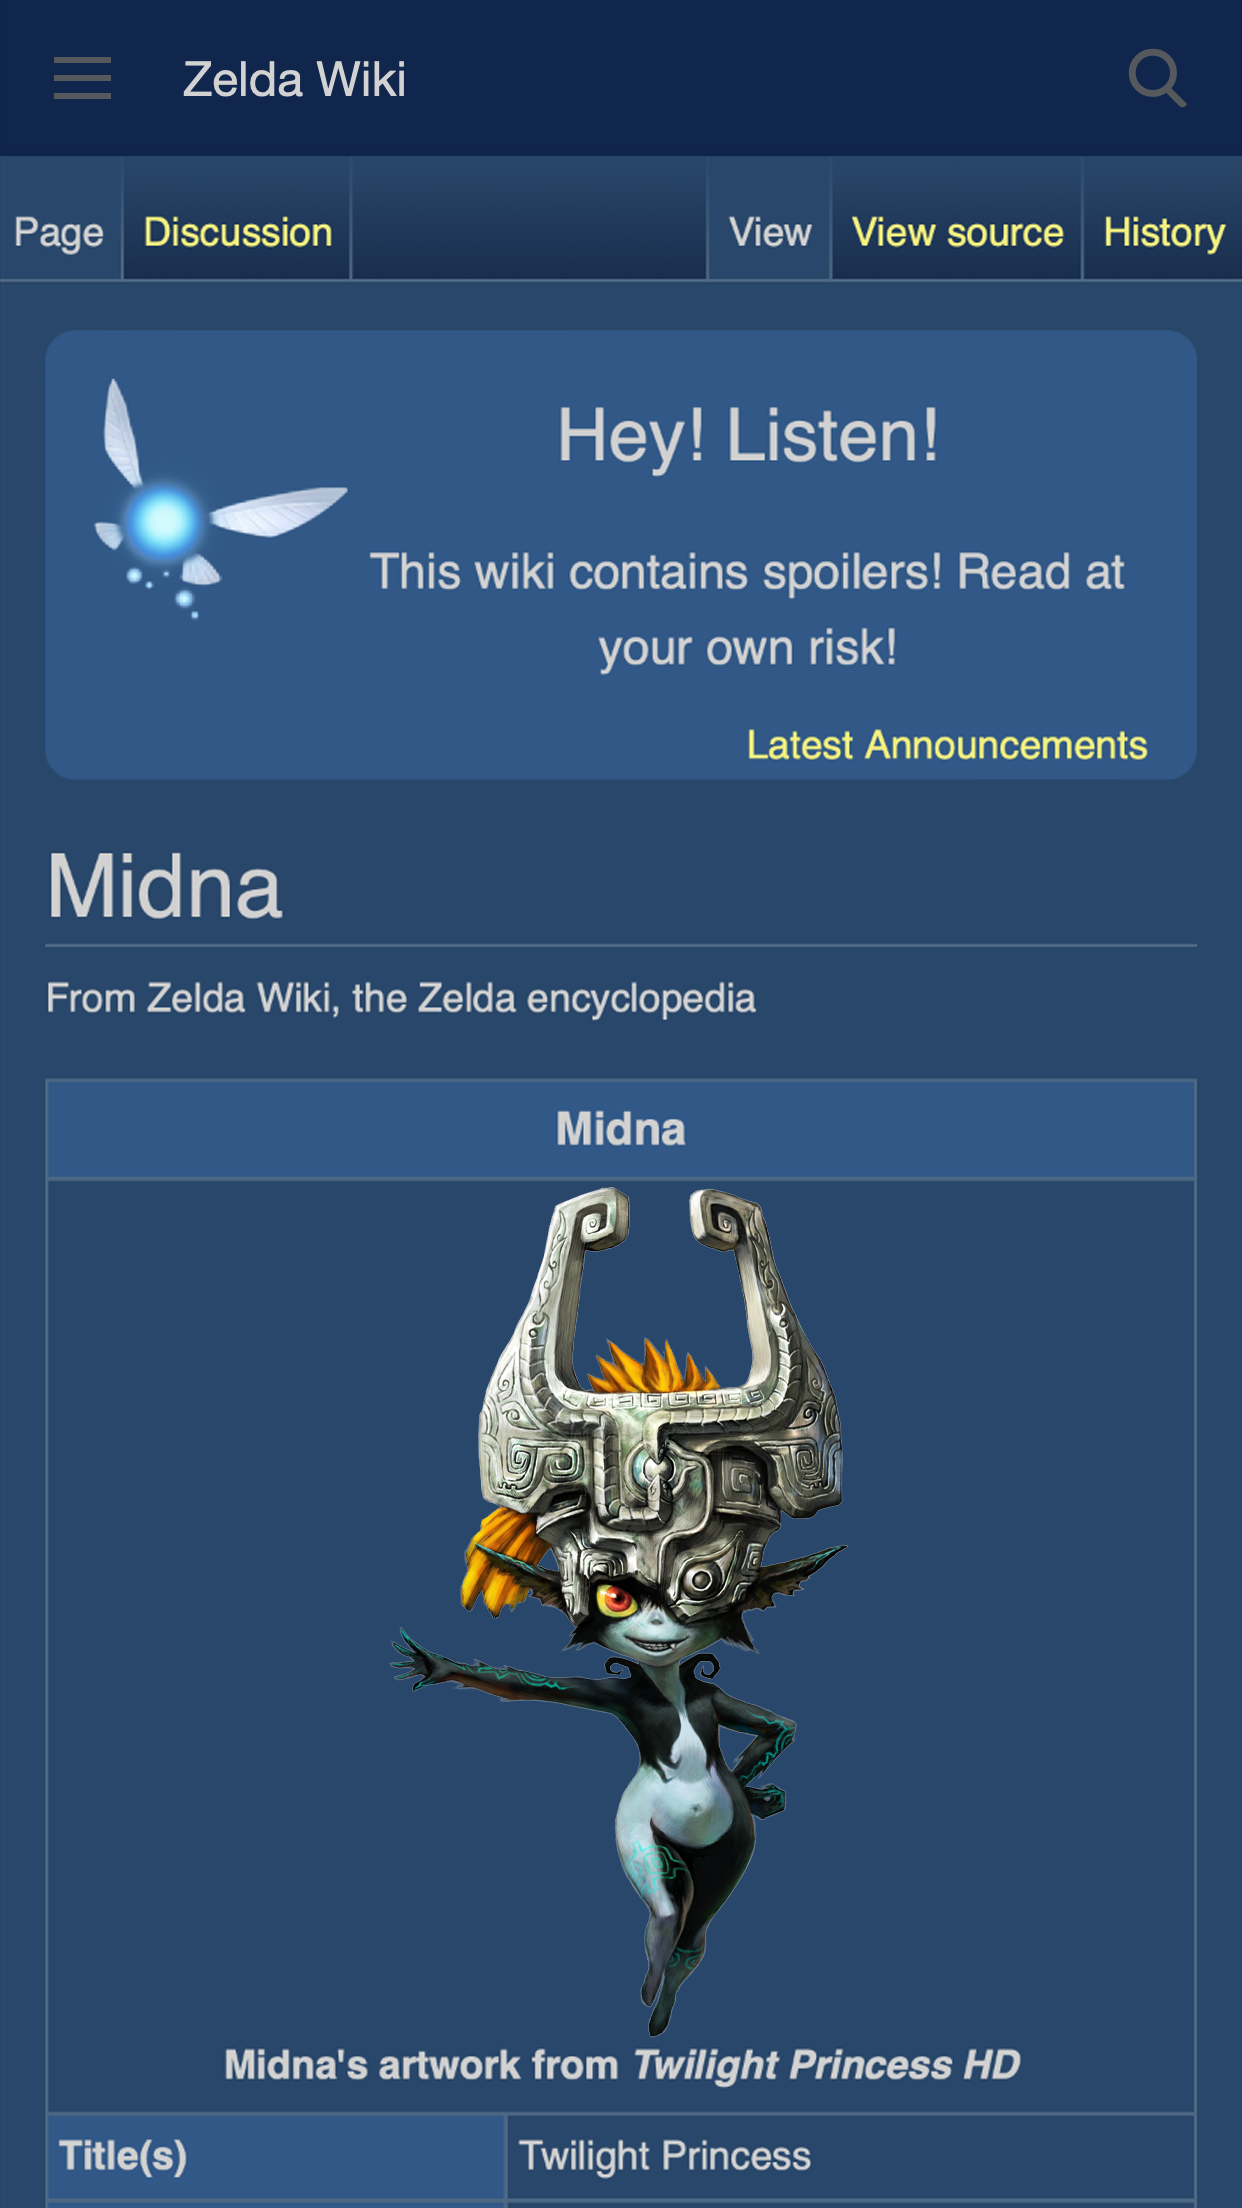 Zelda Wiki
Page Discussion View View source History
Hey! Listen!
This wiki contains spoilers! Read at
your own risk!
Latest Announcements
Midna
From Zelda Wiki, the Zelda encyclopedia
Midna
Midna's artwork from Twilight Princess HD
Title(s) Twilight Princess